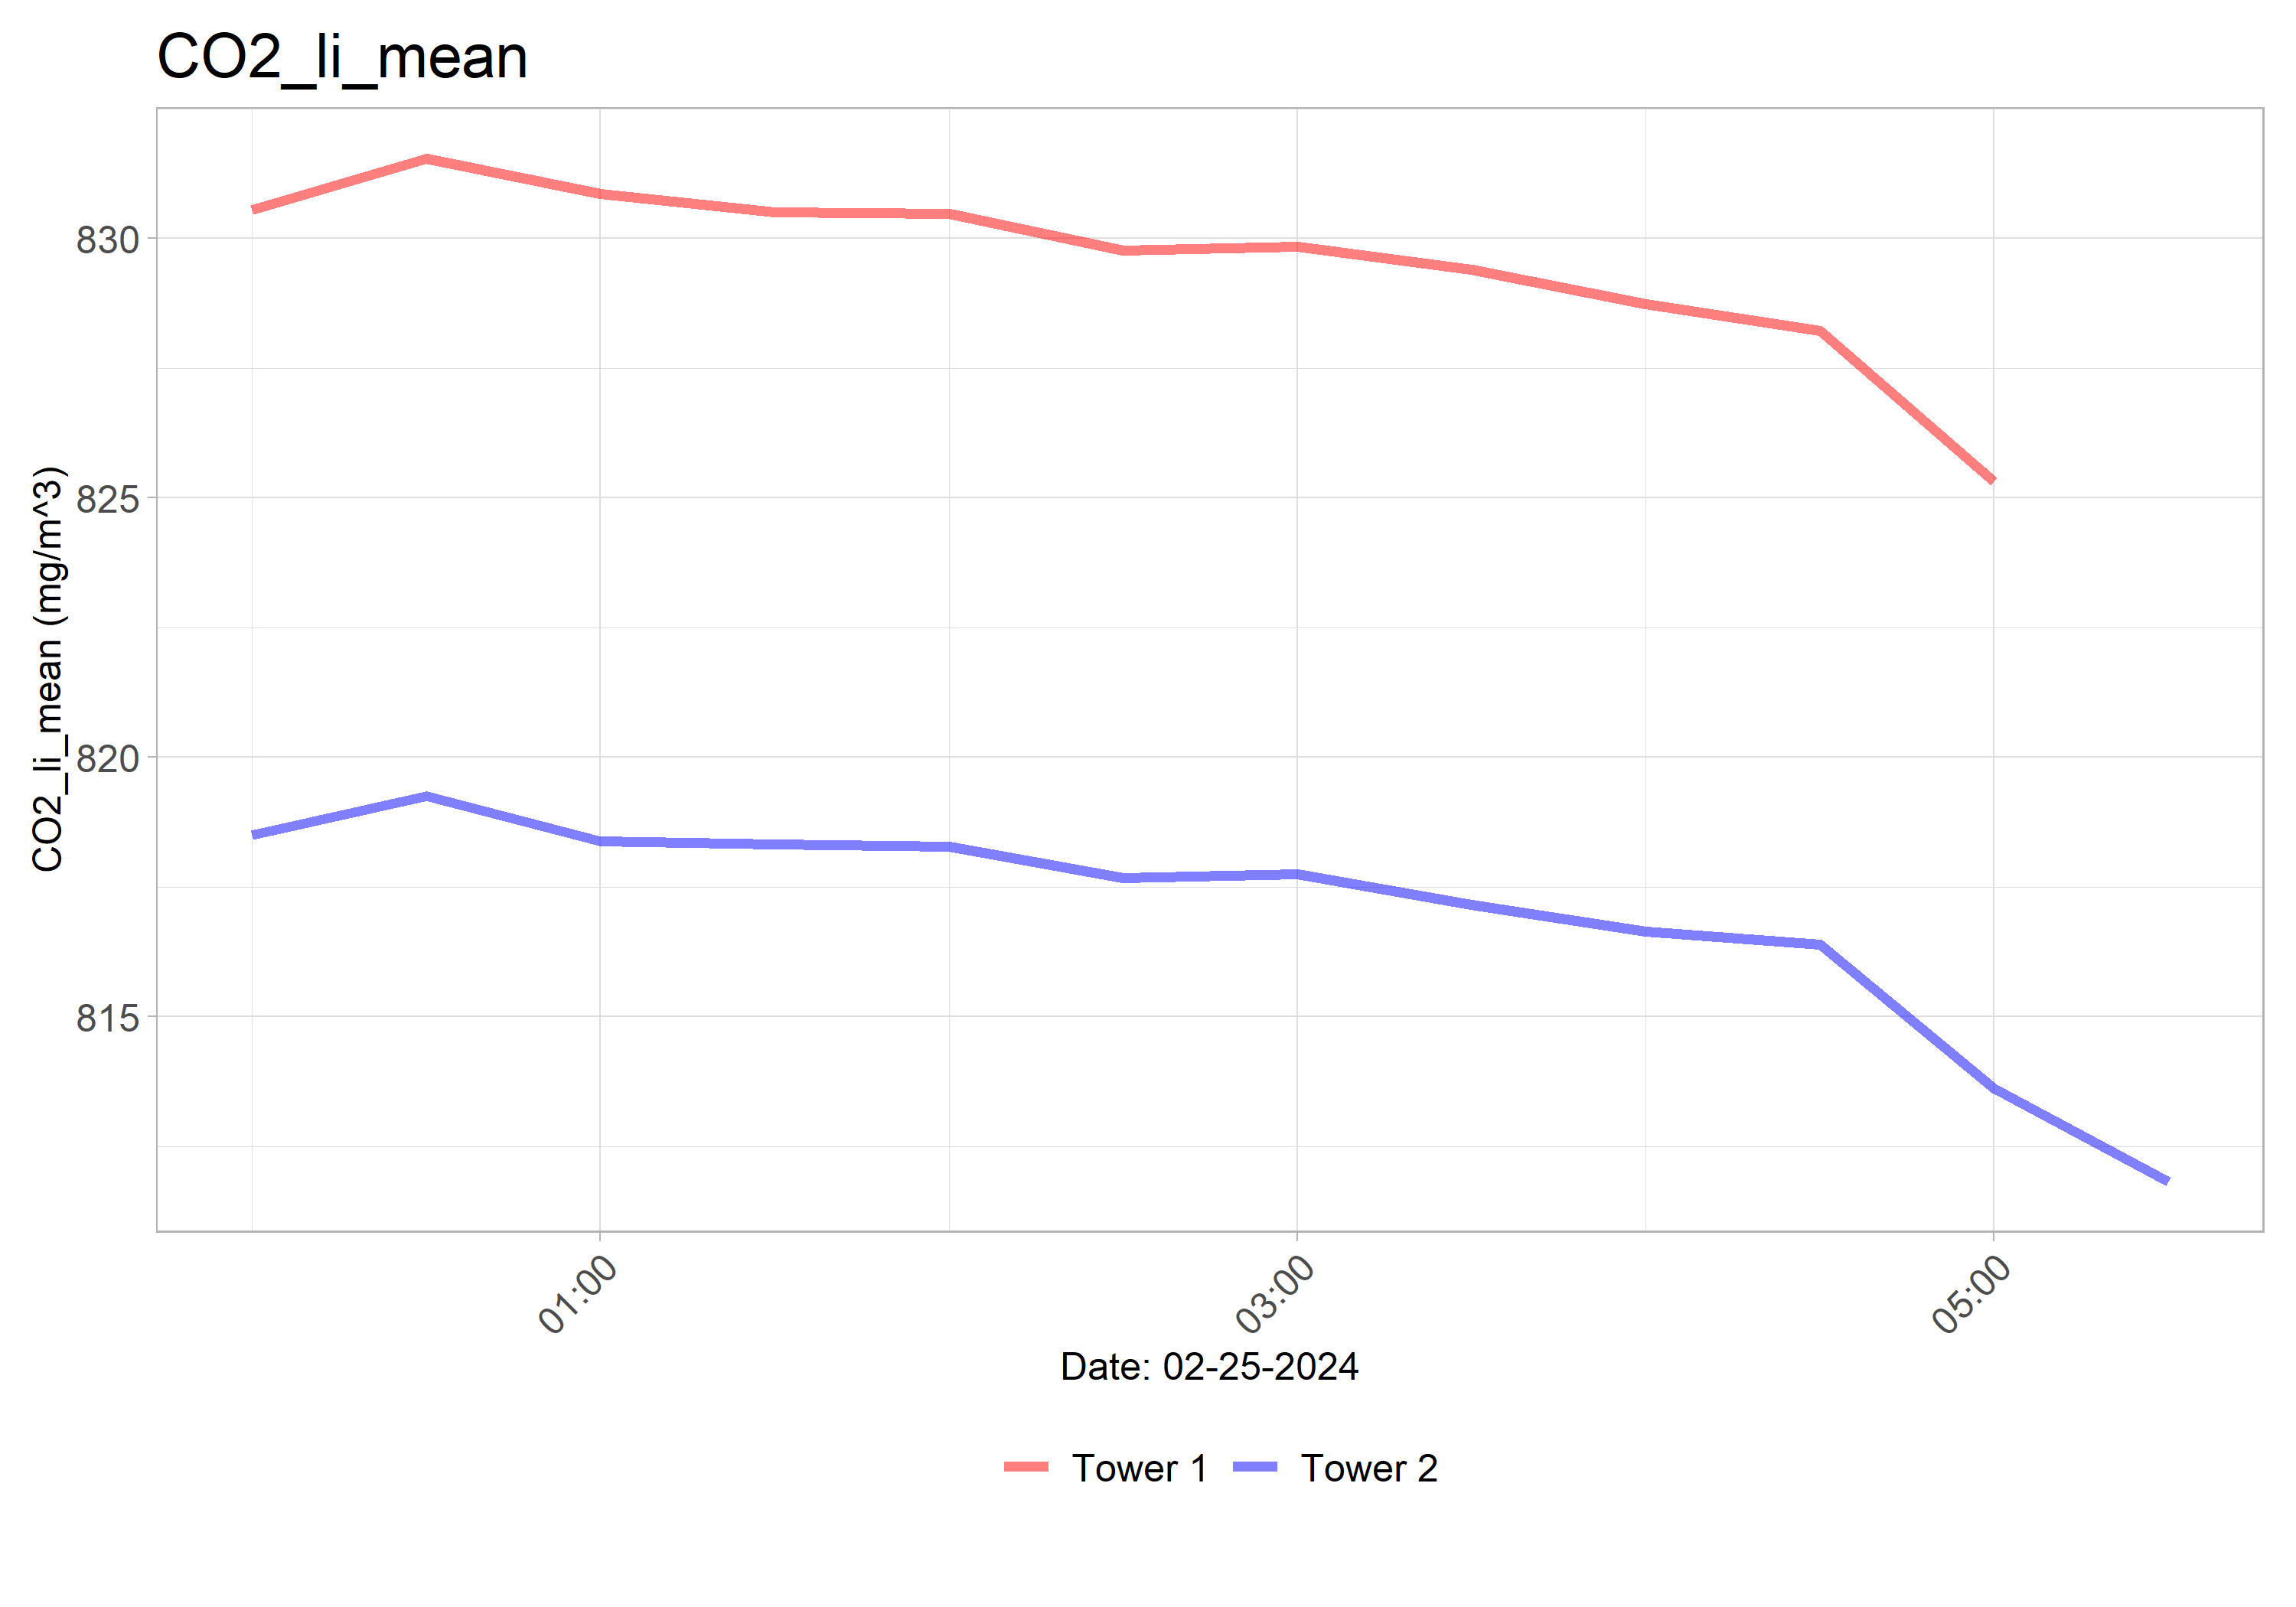 CO2_li_mean
CO2_li_mean (mg/m^3)
830
825
820
815
01:00
03:00
05:00
Date: 02-25-2024
Tower 1
Tower 2